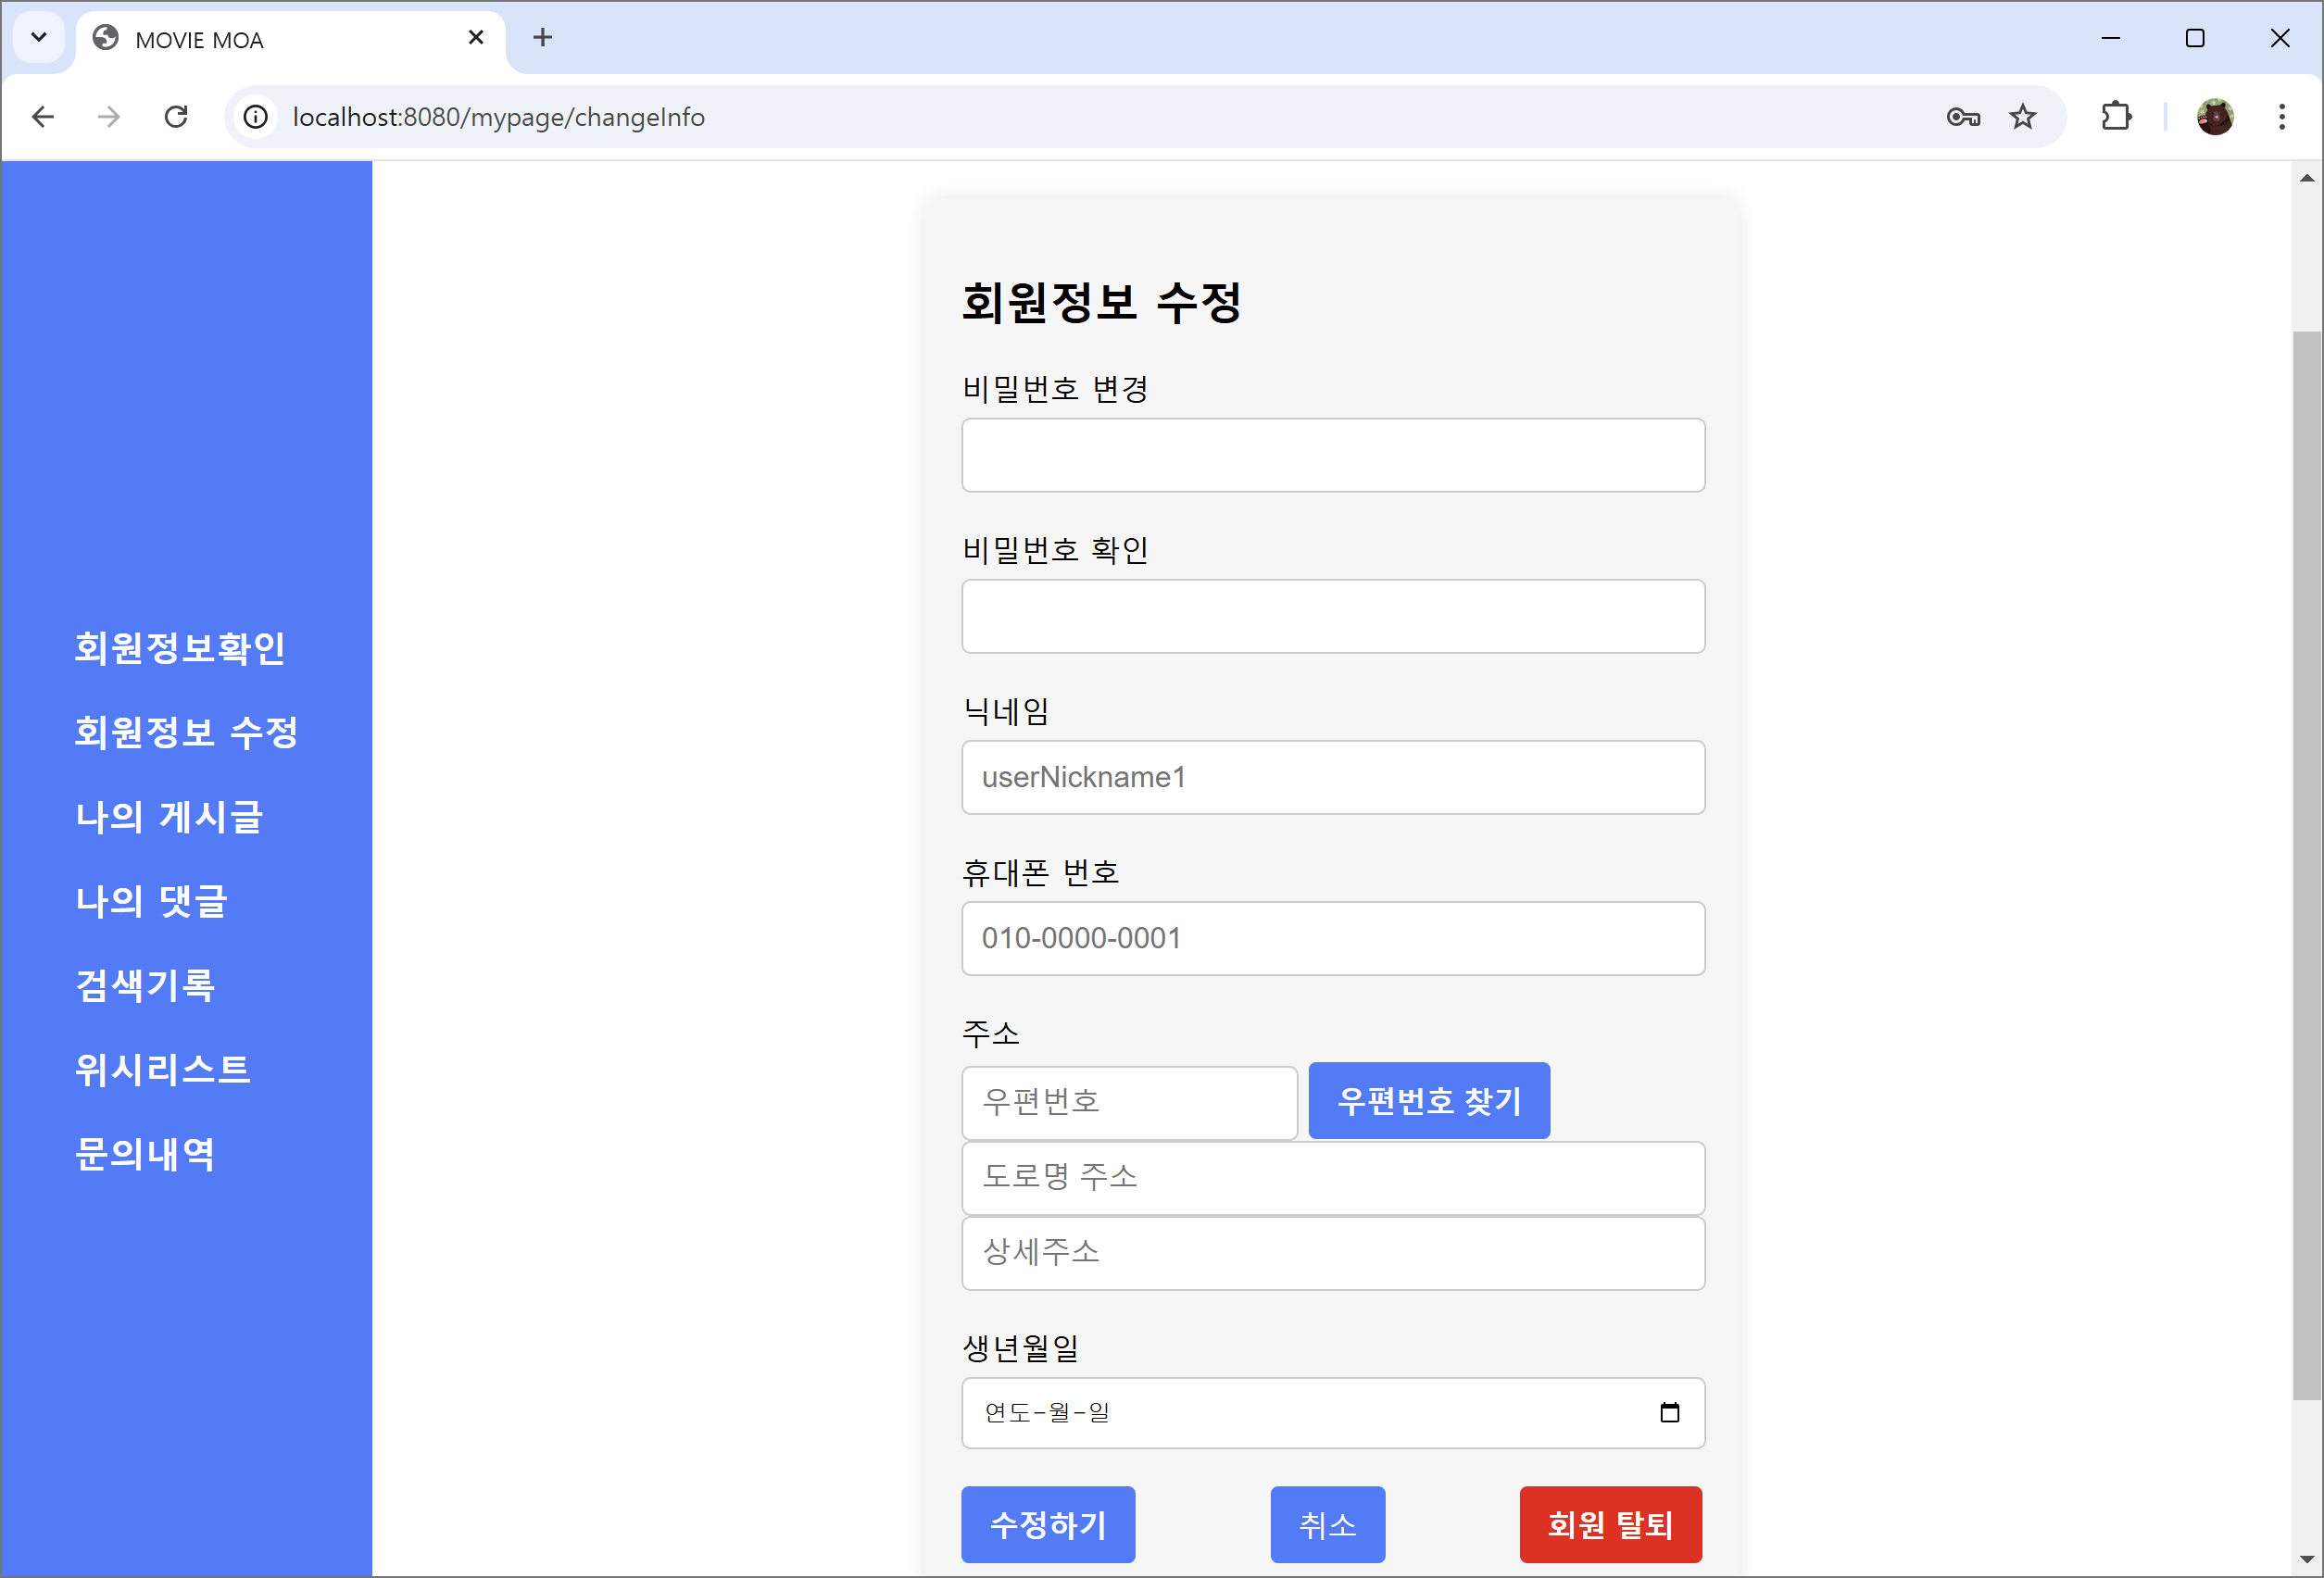 MOVIE MOA
localhost:8080/mypage/changeInfo
회원정보확인
회원정보 수정
나의 게시글
나의 댓글
검색기록
위시리스트
문의내역
회원정보 수정
비밀번호 변경
비밀번호 확인
닉네임
userNickname1
휴대폰 번호
010-0000-0001
주소
우편번호 우편번호 찾기
도로명 주소
상세주소
생년월일
연도-월-일
수정하기 취소 회원 탈퇴